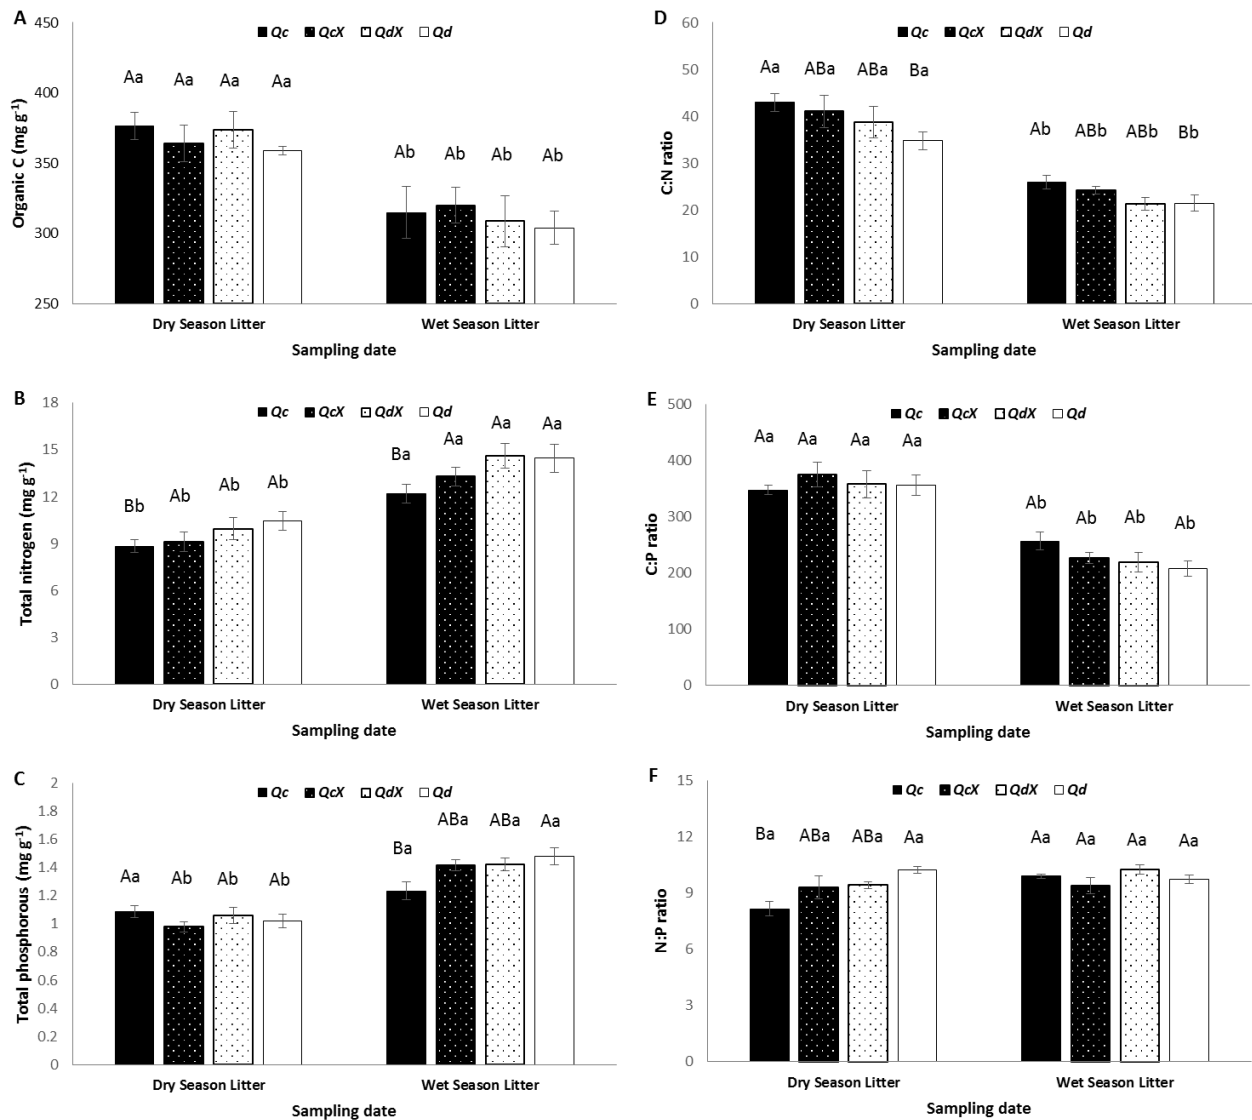 A
450
400
350
300
250
Organic C (mg g-1)
Qc QcX QdX Qd
Aa Aa Aa Aa
Ab Ab Ab Ab
Dry Season Litter Wet Season Litter
Sampling date
B
18
15
12
9
6
3
0
Total nitrogen (mg g-1)
Qc QcX QdX Qd
Bb Ab Ab Ab
Ba Aa Aa Aa
Dry Season Litter Wet Season Litter
Sampling date
C
2
1.8
1.6
1.4
1.2
1
0.8
0.6
0.4
0.2
0
Total phosphorous (mg g-1)
Qc QcX QdX Qd
Aa Ab Ab Ab
Ba ABa ABa Aa
Dry Season Litter Wet Season Litter
Sampling date
D
60
50
40
30
20
10
0
C:N ratio
Qc QcX QdX Qd
Aa ABa ABa Ba
Ab ABb ABb Bb
Dry Season Litter Wet Season Litter
Sampling date
E
500
400
300
200
100
0
C:P ratio
Qc QcX QdX Qd
Aa Aa Aa Aa
Ab Ab Ab Ab
Dry Season Litter Wet Season Litter
Sampling date
F
15
12
9
6
3
0
N:P ratio
Qc QcX QdX Qd
Ba ABa ABa Aa
Aa Aa Aa Aa
Dry Season Litter Wet Season Litter
Sampling date